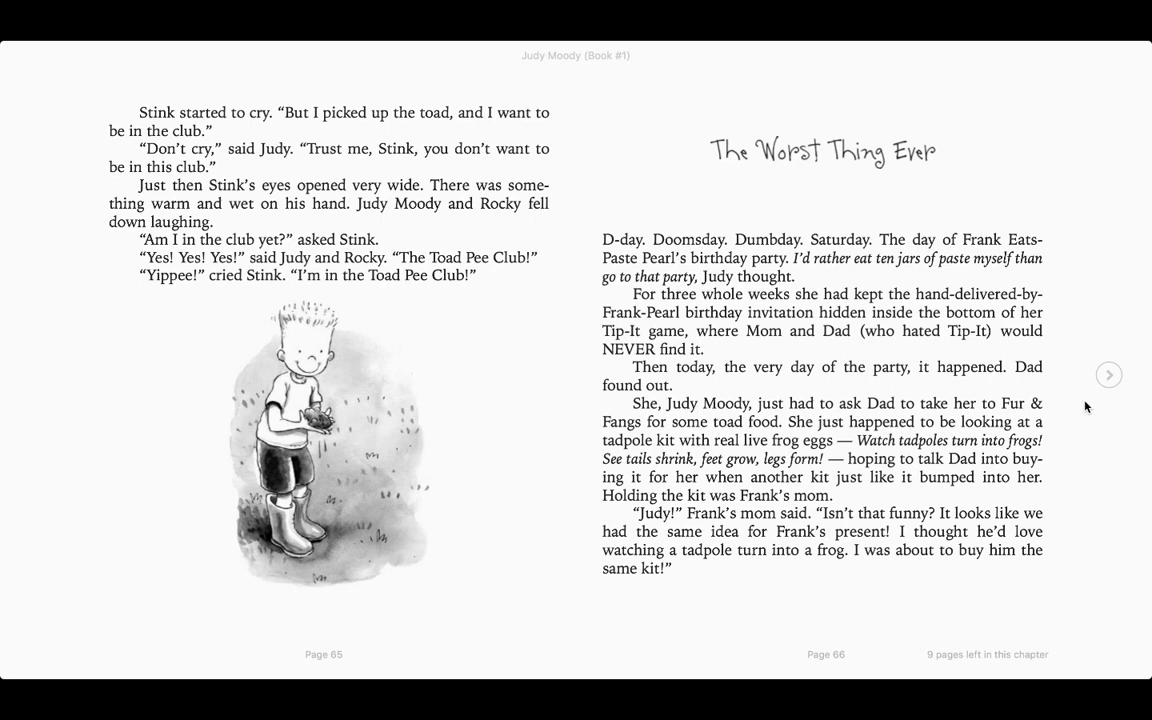 Judy Moody (Book #1)
Stink started to cry. “But I picked up the toad, and I want to
be in the club.”
“Don’t cry,” said Judy. “Trust me, Stink, you don’t want to
be in this club.”
Just then Stink’s eyes opened very wide. There was some-
thing warm and wet on his hand. Judy Moody and Rocky fell
down laughing.
“Am I in the club yet?” asked Stink.
“Yes! Yes! Yes!” said Judy and Rocky. “The Toad Pee Club!”
“Yippee!” cried Stink. “I’m in the Toad Pee Club!”
Page 65
The Worst Thing Ever
D-day. Doomsday. Dumbday. Saturday. The day of Frank Eats-
Paste Pearl’s birthday party. I’d rather eat ten jars of paste myself than
go to that party, Judy thought.
For three whole weeks she had kept the hand-delivered-by-
Frank-Pearl birthday invitation hidden inside the bottom of her
Tip-It game, where Mom and Dad (who hated Tip-It) would
NEVER find it.
Then today, the very day of the party, it happened. Dad
found out.
She, Judy Moody, just had to ask Dad to take her to Fur &
Fangs for some toad food. She just happened to be looking at a
tadpole kit with real live frog eggs — Watch tadpoles turn into frogs!
See tails shrink, feet grow, legs form! — hoping to talk Dad into buy-
ing it for her when another kit just like it bumped into her.
Holding the kit was Frank’s mom.
“Judy!” Frank’s mom said. “Isn’t that funny? It looks like we
had the same idea for Frank’s present! I thought he’d love
watching a tadpole turn into a frog. I was about to buy him the
same kit!”
Page 66
9 pages left in this chapter